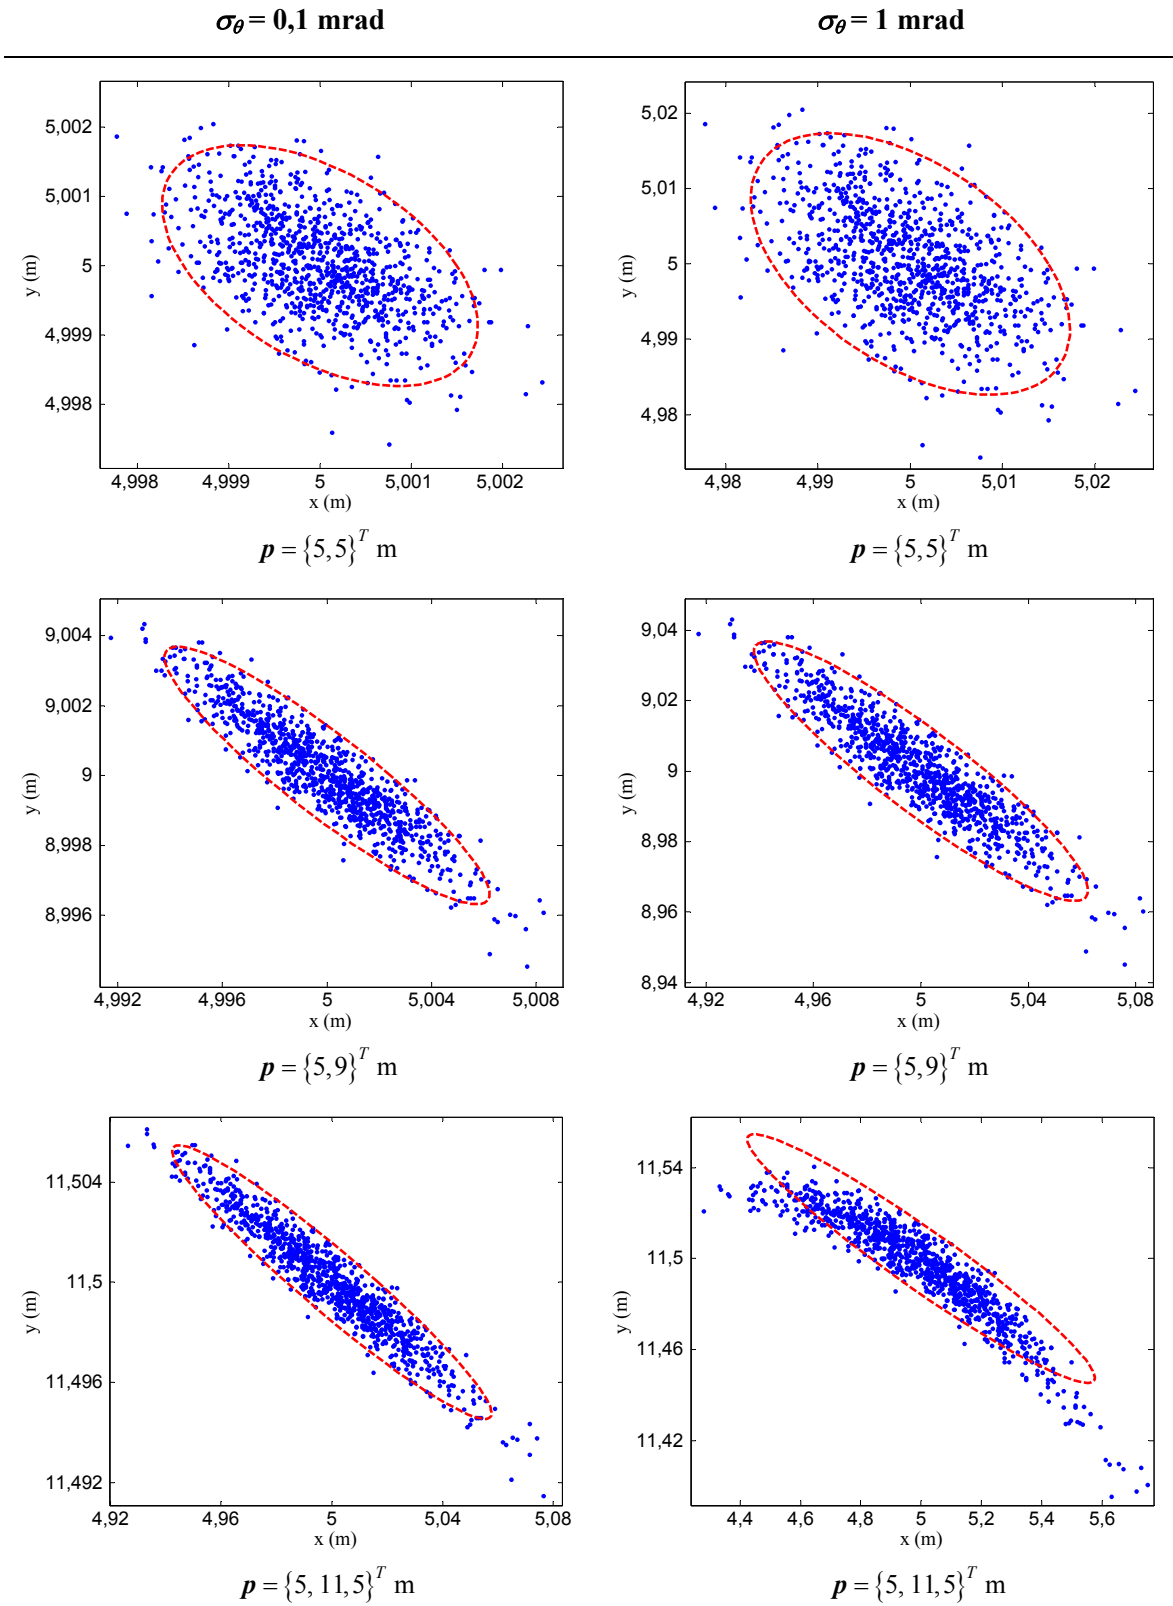 σθ = 0,1 mrad
σθ = 1 mrad
5,002
5,001
5
4,999
4,998
y (m)
4,998 4,999 5 5,001 5,002
x (m)
p = {5,5}^T m
5,02
5,01
5
4,99
4,98
y (m)
4,98 4,99 5 5,01 5,02
x (m)
p = {5,5}^T m
9,004
9,002
9
8,998
8,996
y (m)
4,992 4,996 5 5,004 5,008
x (m)
p = {5,9}^T m
9,04
9,02
9
8,98
8,96
8,94
y (m)
4,92 4,96 5 5,04 5,08
x (m)
p = {5,9}^T m
11,504
11,5
11,496
11,492
y (m)
4,92 4,96 5 5,04 5,08
x (m)
p = {5, 11,5}^T m
11,54
11,5
11,46
11,42
y (m)
4,4 4,6 4,8 5 5,2 5,4 5,6
x (m)
p = {5, 11,5}^T m